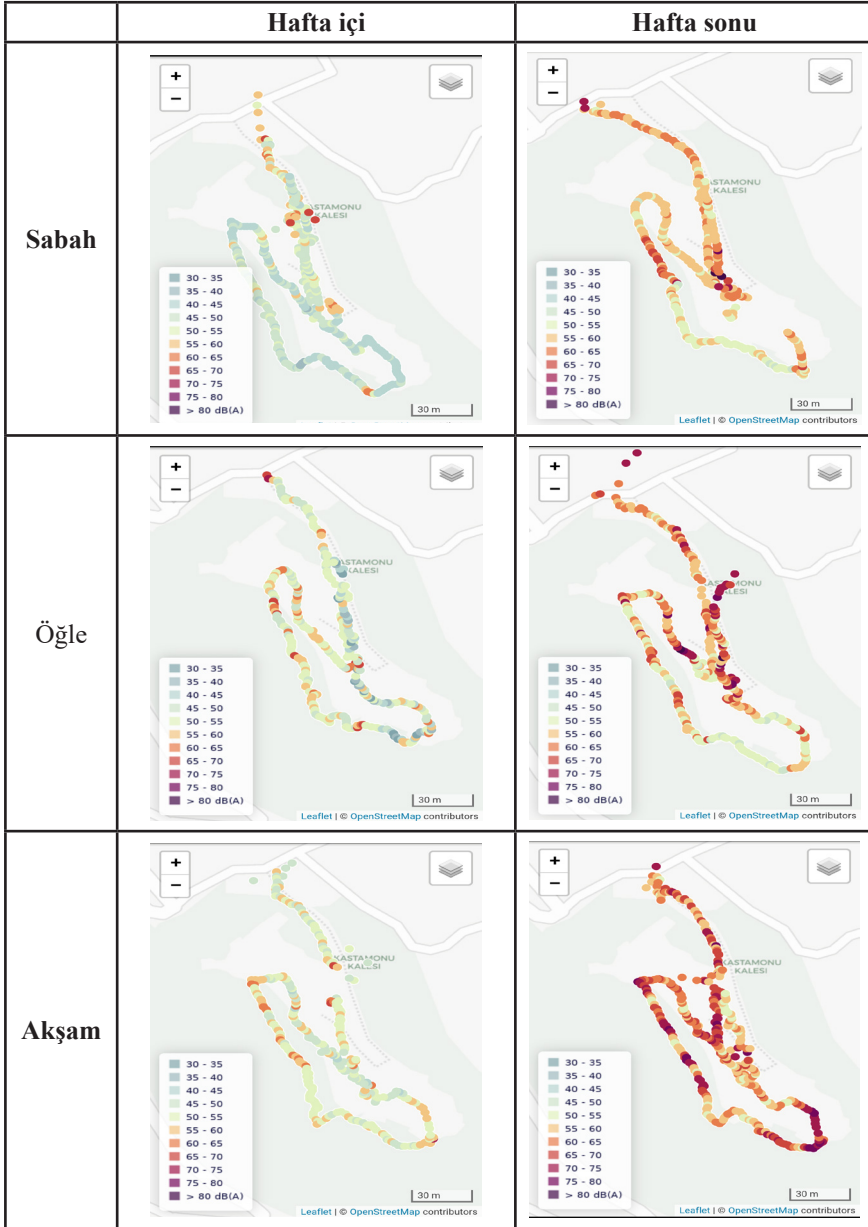 Hafta içi
Hafta sonu
Sabah
+
−
KASTAMONU
KALESI
30 - 35
35 - 40
40 - 45
45 - 50
50 - 55
55 - 60
60 - 65
65 - 70
70 - 75
75 - 80
> 80 dB(A)
30 m
+
−
KASTAMONU
KALESI
30 - 35
35 - 40
40 - 45
45 - 50
50 - 55
55 - 60
60 - 65
65 - 70
70 - 75
75 - 80
> 80 dB(A)
30 m
Leaflet | © OpenStreetMap contributors
Öğle
+
−
KASTAMONU
KALESI
30 - 35
35 - 40
40 - 45
45 - 50
50 - 55
55 - 60
60 - 65
65 - 70
70 - 75
75 - 80
> 80 dB(A)
30 m
Leaflet | © OpenStreetMap contributors
+
−
KASTAMONU
KALESI
30 - 35
35 - 40
40 - 45
45 - 50
50 - 55
55 - 60
60 - 65
65 - 70
70 - 75
75 - 80
> 80 dB(A)
30 m
Leaflet | © OpenStreetMap contributors
Akşam
+
−
KASTAMONU
KALESI
30 - 35
35 - 40
40 - 45
45 - 50
50 - 55
55 - 60
60 - 65
65 - 70
70 - 75
75 - 80
> 80 dB(A)
30 m
Leaflet | © OpenStreetMap contributors
+
−
KASTAMONU
KALESI
30 - 35
35 - 40
40 - 45
45 - 50
50 - 55
55 - 60
60 - 65
65 - 70
70 - 75
75 - 80
> 80 dB(A)
30 m
Leaflet | © OpenStreetMap contributors